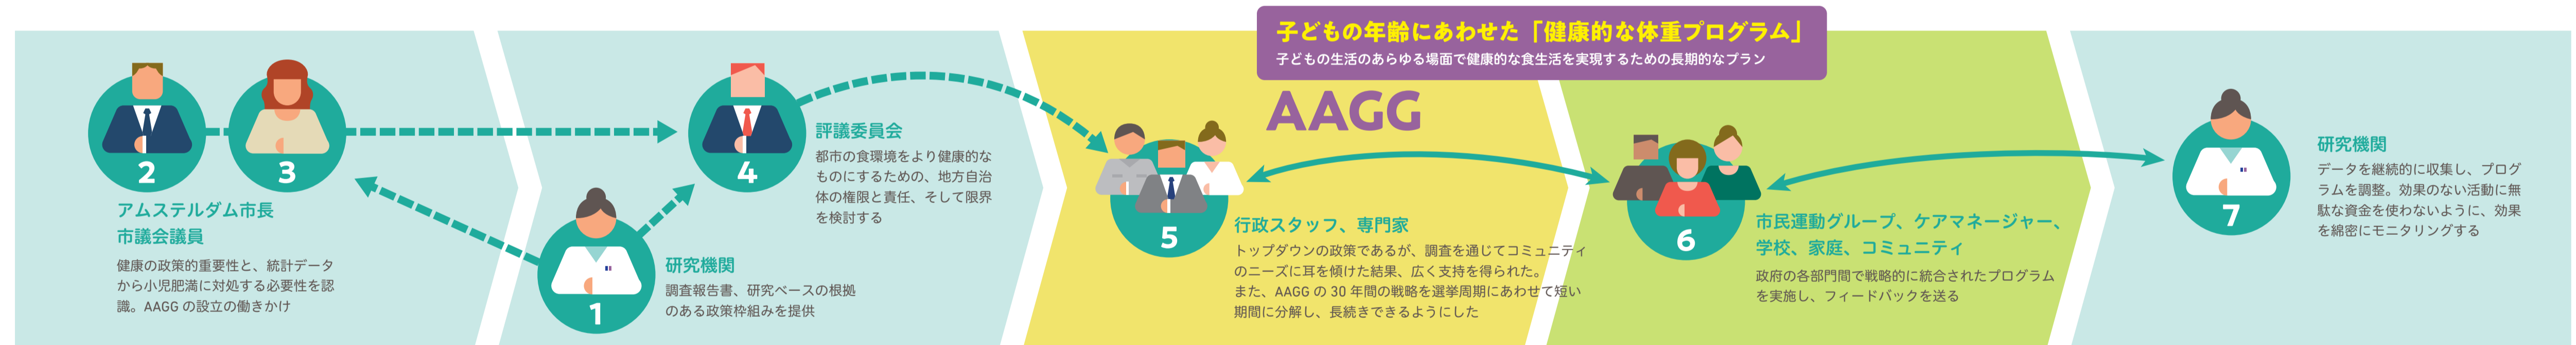 子どもの年齢にあわせた「健康的な体重プログラム」
子どもの生活のあらゆる場面で健康的な食生活を実現するための長期的なプラン
AAGG
2
3
アムステルダム市長
市議会議員
健康の政策的重要性と、統計データ
から小児肥満に対処する必要性を認
識。AAGG の設立の働きかけ
1
研究機関
調査報告書、研究ベースの根拠
のある政策枠組みを提供
4
評議委員会
都市の食環境をより健康的な
ものにするための、地方自治
体の権限と責任、そして限界
を検討する
5
行政スタッフ、専門家
トップダウンの政策であるが、調査を通じてコミュニティ
のニーズに耳を傾けた結果、広く支持を得られた。
また、AAGG の 30 年間の戦略を選挙周期にあわせて短い
期間に分解し、長続きできるようにした
6
市民運動グループ、ケアマネージャー、
学校、家庭、コミュニティ
政府の各部門間で戦略的に統合されたプログラム
を実施し、フィードバックを送る
7
研究機関
データを継続的に収集し、プログ
ラムを調整。効果のない活動に無
駄な資金を使わないように、効果
を綿密にモニタリングする